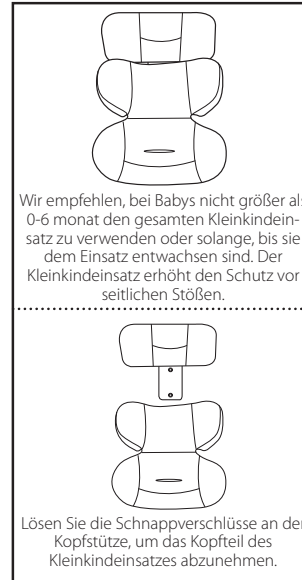 Wir empfehlen, bei Babys nicht größer als
0-6 monat den gesamten Kleinkindein-
satz zu verwenden oder solange, bis sie
dem Einsatz entwachsen sind. Der
Kleinkindeinsatz erhöht den Schutz vor
seitlichen Stößen.
Lösen Sie die Schnappverschlüsse an der
Kopfstütze, um das Kopfteil des
Kleinkindeinsatzes abzunehmen.